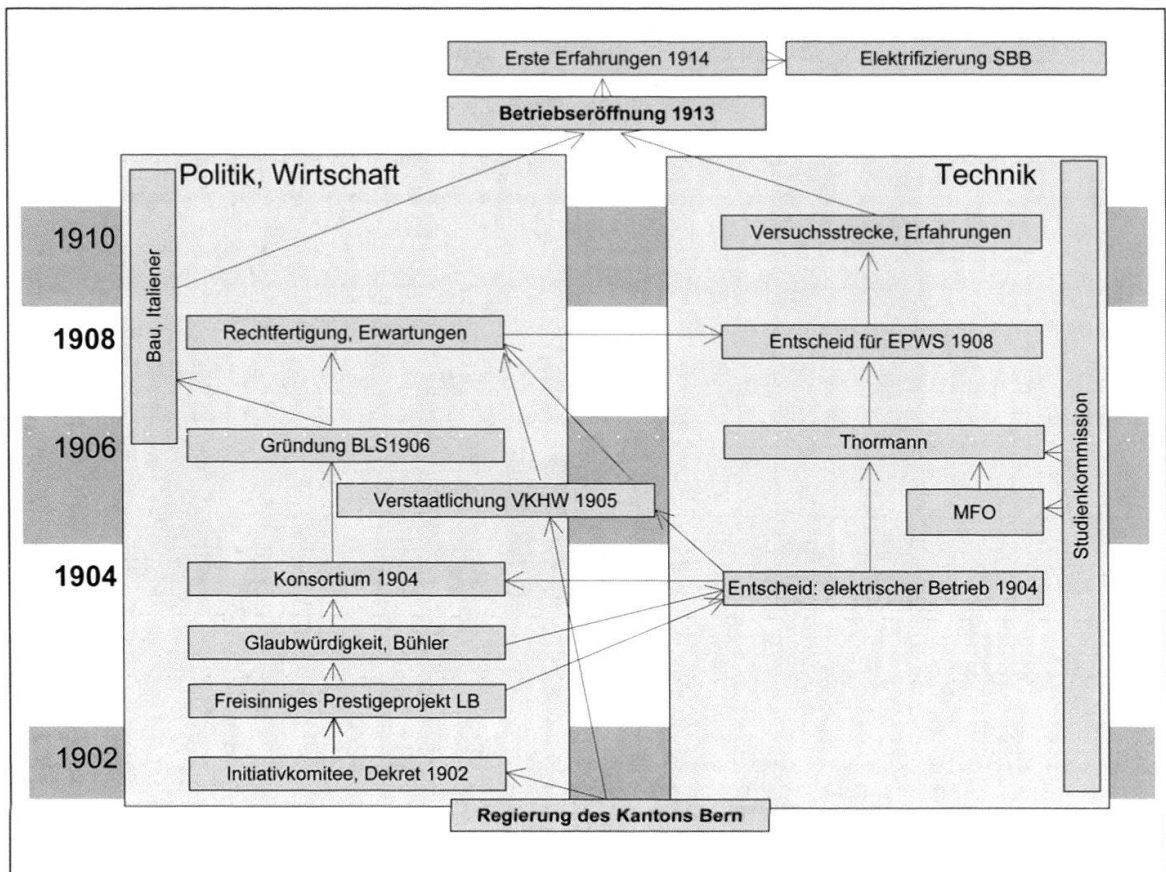 Erste Erfahrungen 1914
Elektrifizierung SBB
Betriebseröffnung 1913
Politik, Wirtschaft
Technik
1910
Versuchsstrecke, Erfahrungen
Bau, Italiener
1908
Rechtfertigung, Erwartungen
Entscheid für EPWS 1908
1906
Gründung BLS1906
Thormann
Verstaatlichung VKHW 1905
MFO
Studienkommission
1904
Konsortium 1904
Entscheid: elektrischer Betrieb 1904
Glaubwürdigkeit, Bühler
Freisinniges Prestigeprojekt LB
1902
Initiativkomitee, Dekret 1902
Regierung des Kantons Bern